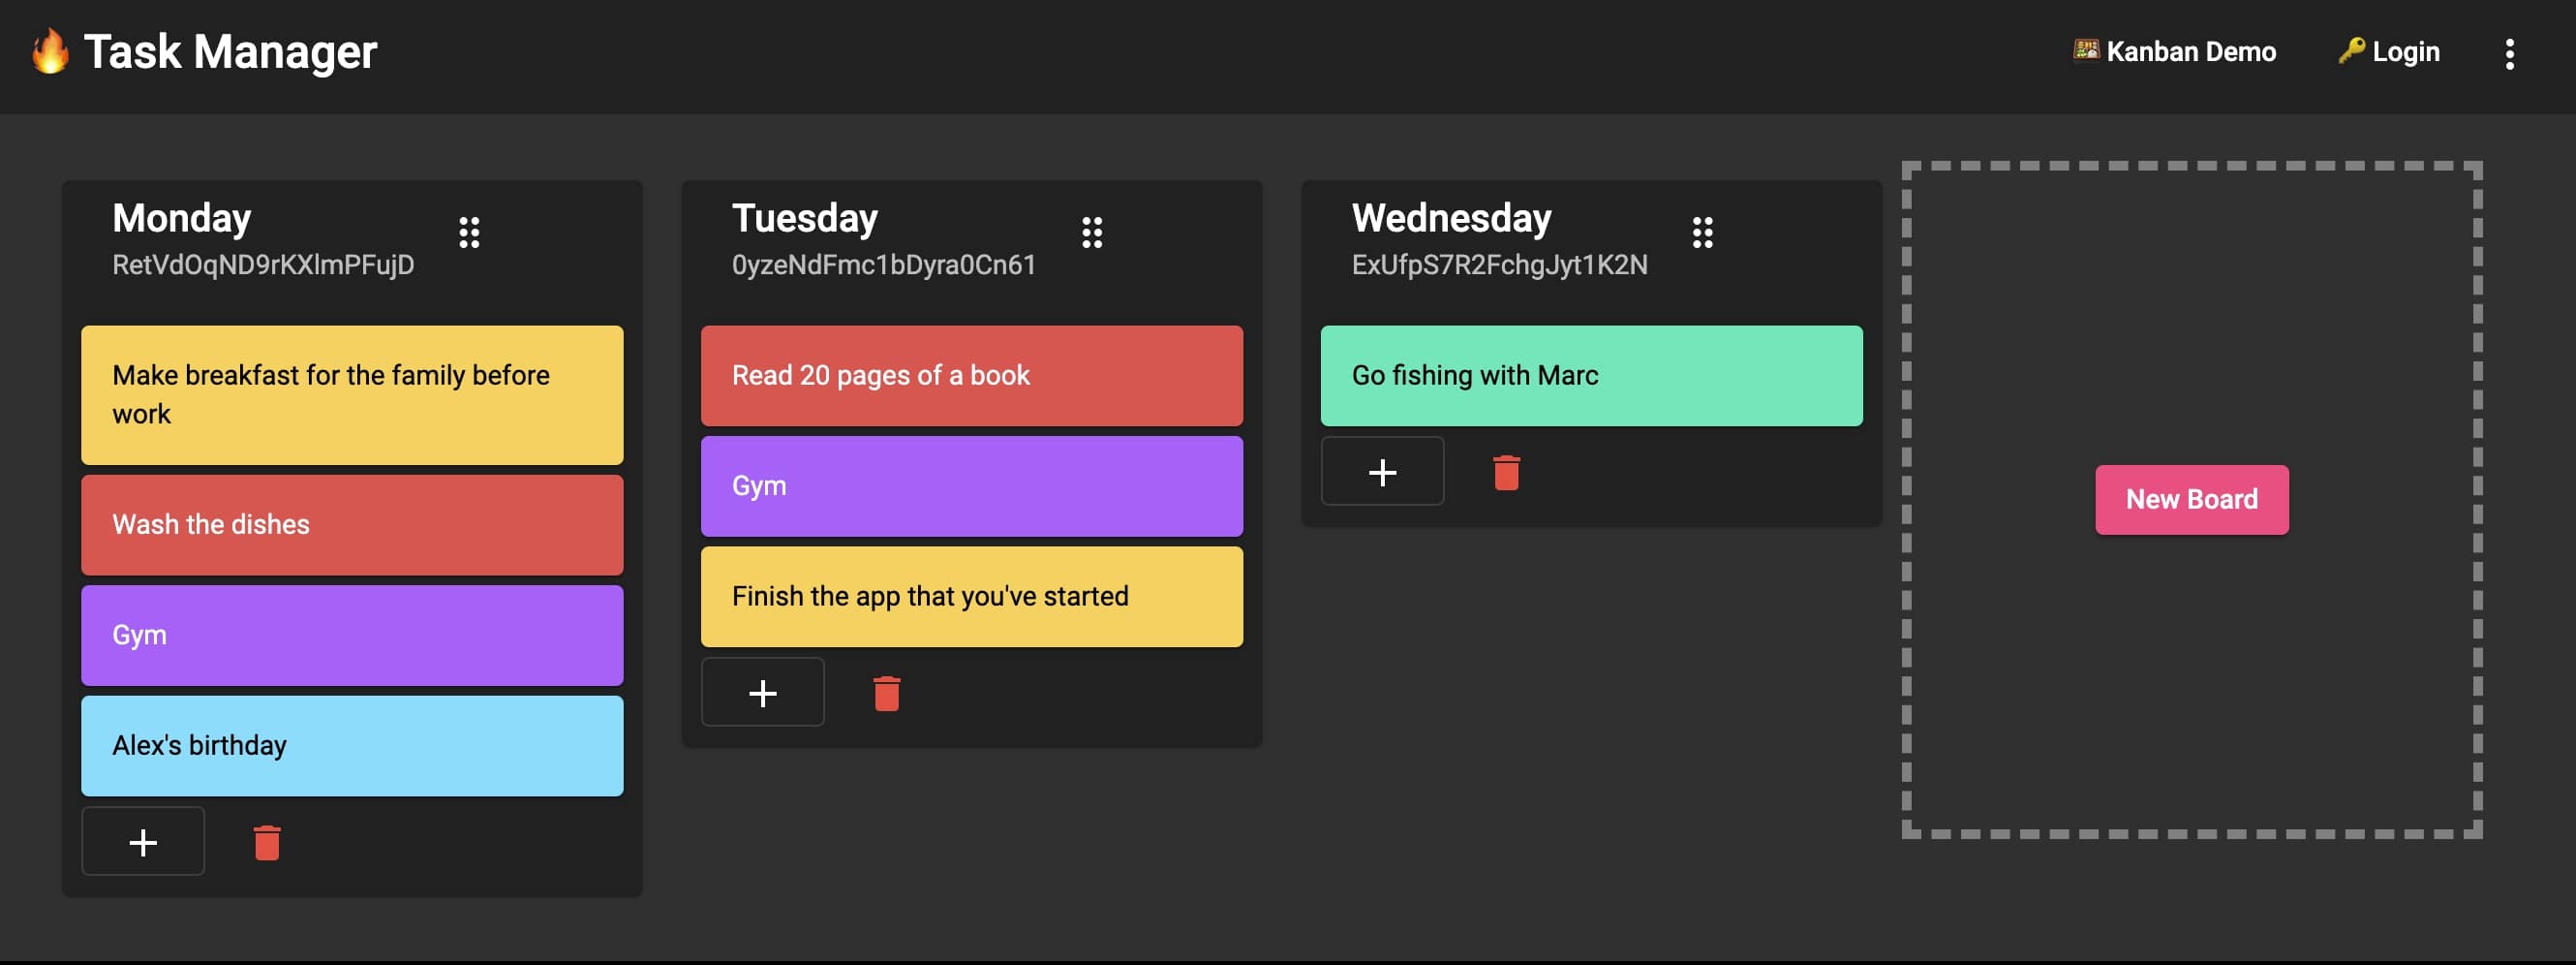 Task Manager
Kanban Demo
Login
Monday
RetVdOqND9rKXlmPFujD
Make breakfast for the family before
work
Wash the dishes
Gym
Alex's birthday
Tuesday
0yzeNdFmc1bDyra0Cn61
Read 20 pages of a book
Gym
Finish the app that you've started
Wednesday
ExUfpS7R2FchgJyt1K2N
Go fishing with Marc
New Board